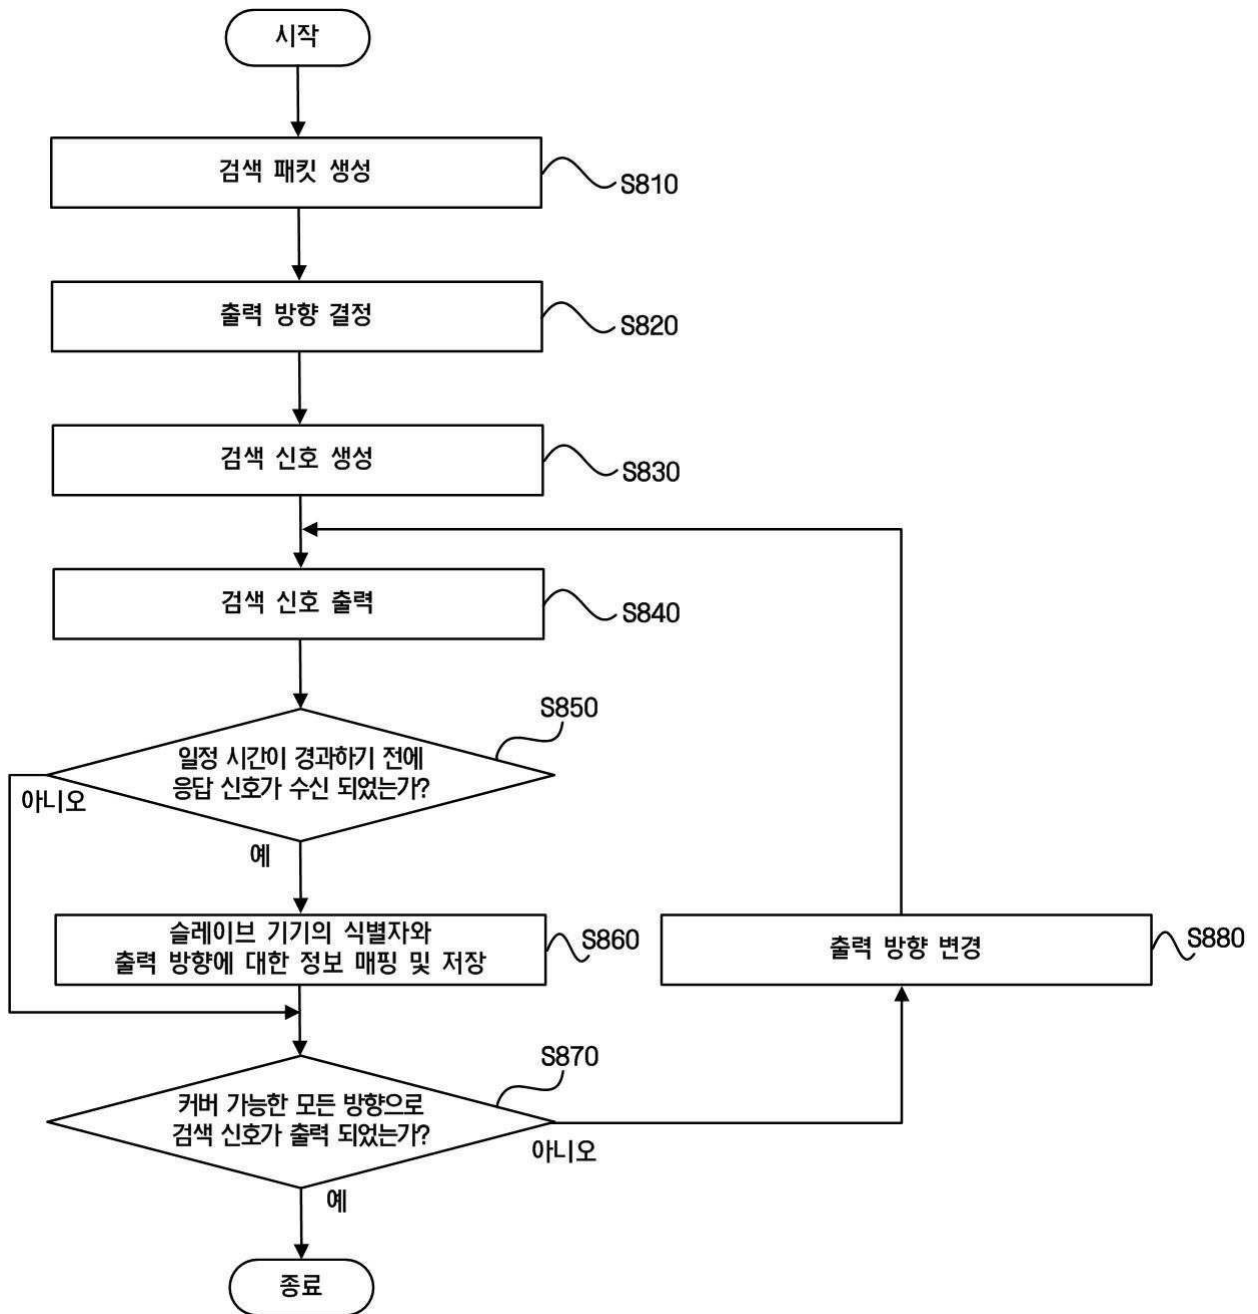 시작
검색 패킷 생성
S810
출력 방향 결정
S820
검색 신호 생성
S830
검색 신호 출력
S840
S850
일정 시간이 경과하기 전에
응답 신호가 수신 되었는가?
아니오
예
슬레이브 기기의 식별자와
출력 방향에 대한 정보 매핑 및 저장
S860
출력 방향 변경
S880
S870
커버 가능한 모든 방향으로
검색 신호가 출력 되었는가?
아니오
예
종료